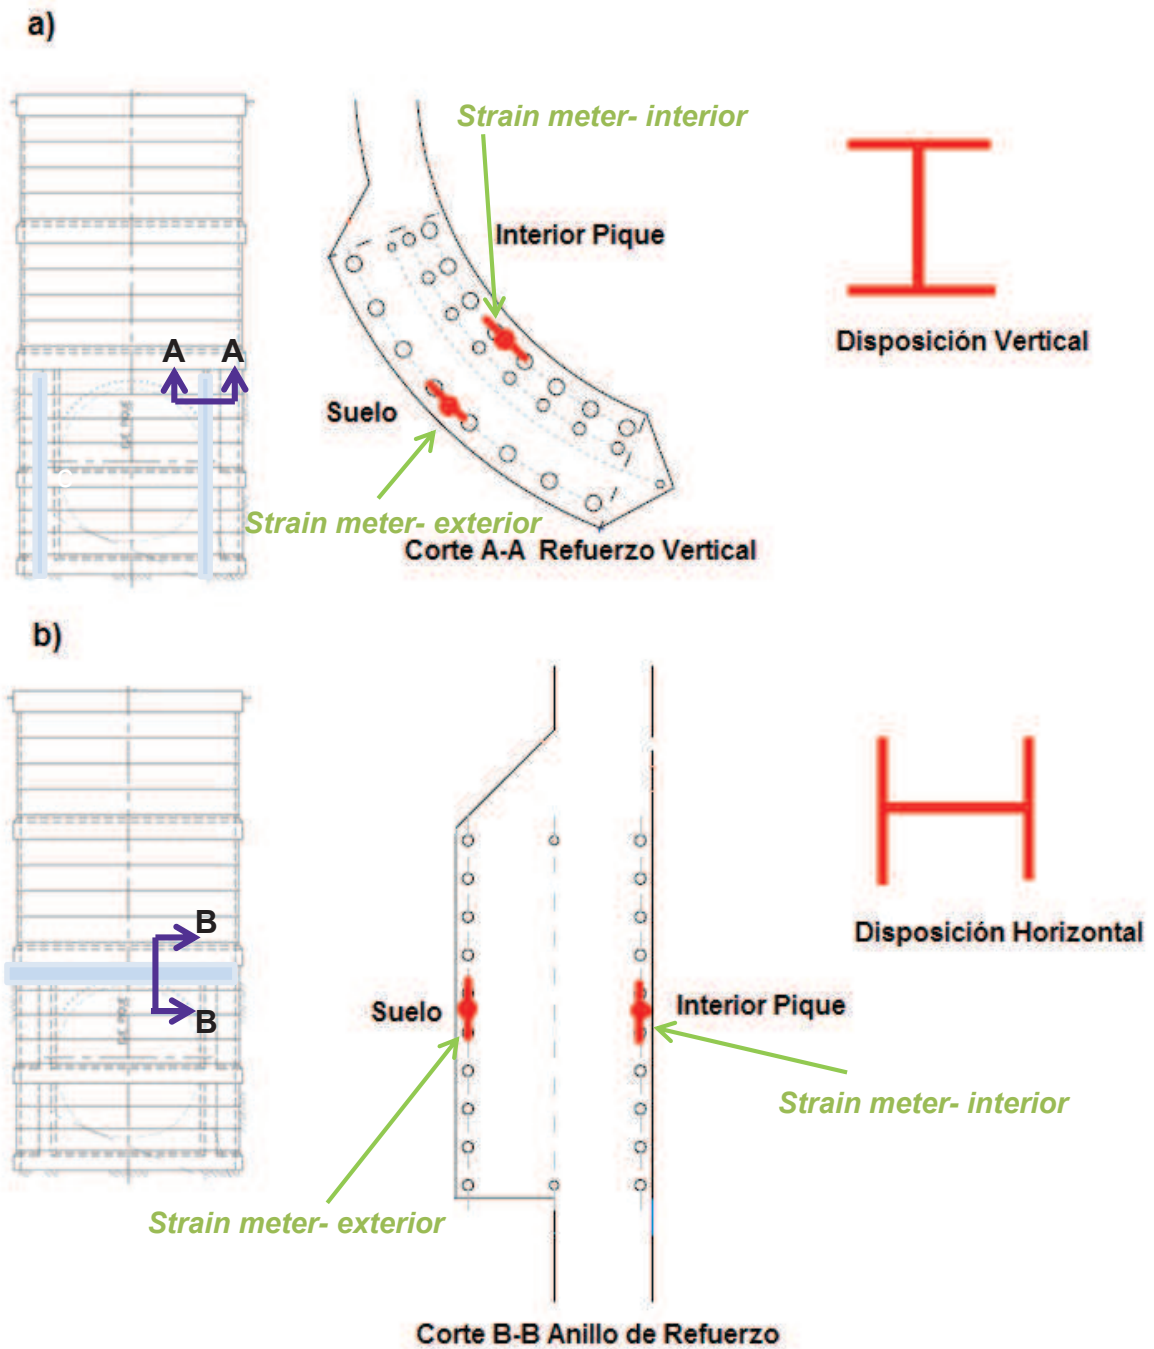 a)
Strain meter- interior
Interior Pique
A A
Disposición Vertical
Suelo
Strain meter- exterior
Corte A-A Refuerzo Vertical
b)
B
Disposición Horizontal
Suelo
Interior Pique
B
Strain meter- interior
Strain meter- exterior
Corte B-B Anillo de Refuerzo